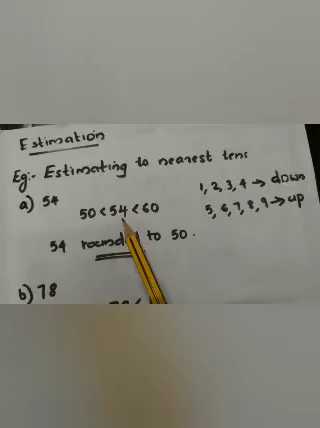 Estimation
Eg:- Estimating to nearest tens
a) 54
50 < 54 < 60
1, 2, 3, 4 → down
5, 6, 7, 8, 9 → up
54 to 50.
b) 78